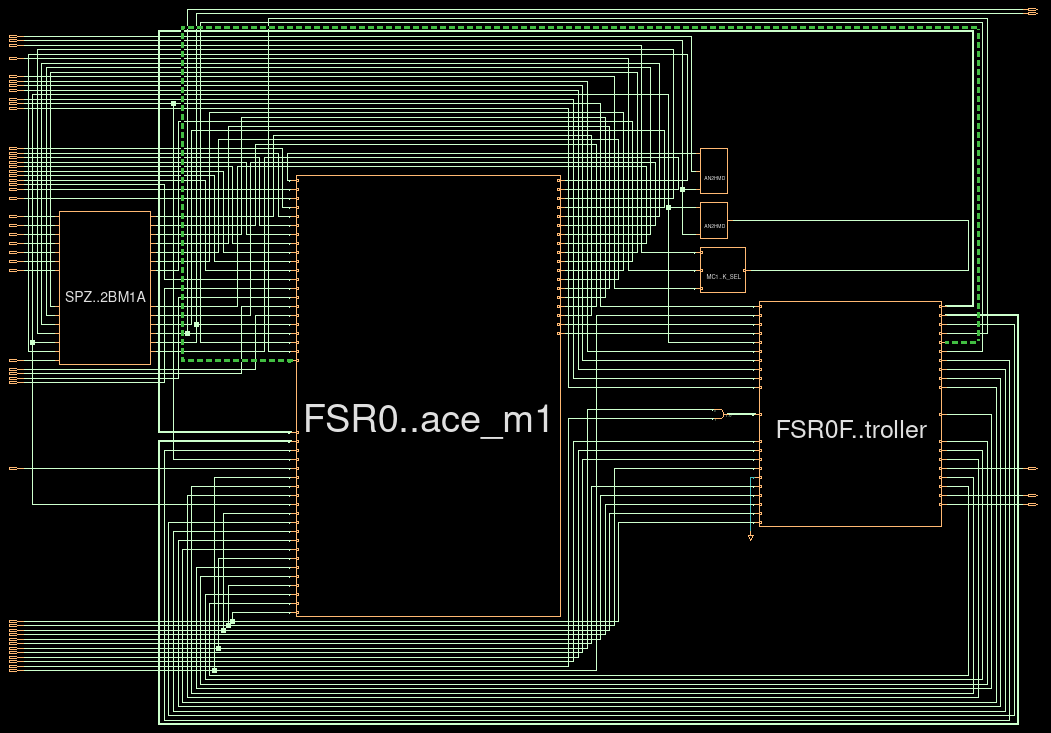 AN2HMD
AN2HMD
MC1..K_SEL
SPZ..2BM1A
FSR0..ace_m1
FSR0F..troller